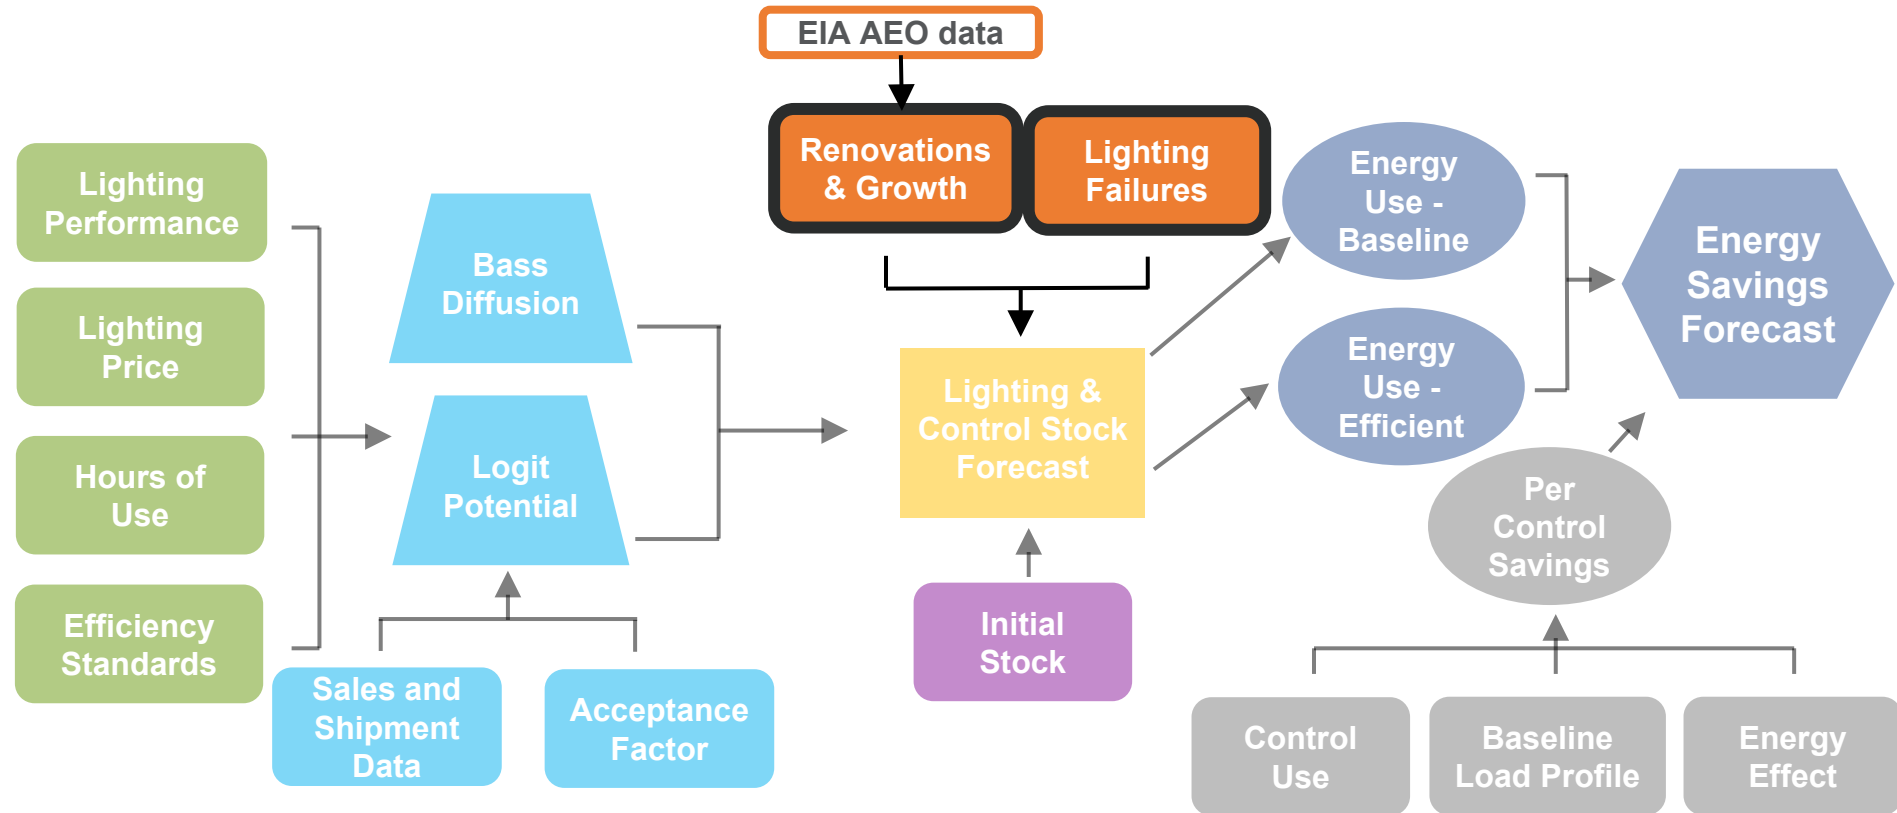 EIA AEO data
Renovations
& Growth
Lighting
Failures
Lighting
Performance
Lighting
Price
Hours of
Use
Efficiency
Standards
Bass
Diffusion
Logit
Potential
Sales and
Shipment
Data
Acceptance
Factor
Lighting &
Control Stock
Forecast
Initial
Stock
Energy
Use -
Baseline
Energy
Use -
Efficient
Energy
Savings
Forecast
Per
Control
Savings
Control
Use
Baseline
Load Profile
Energy
Effect